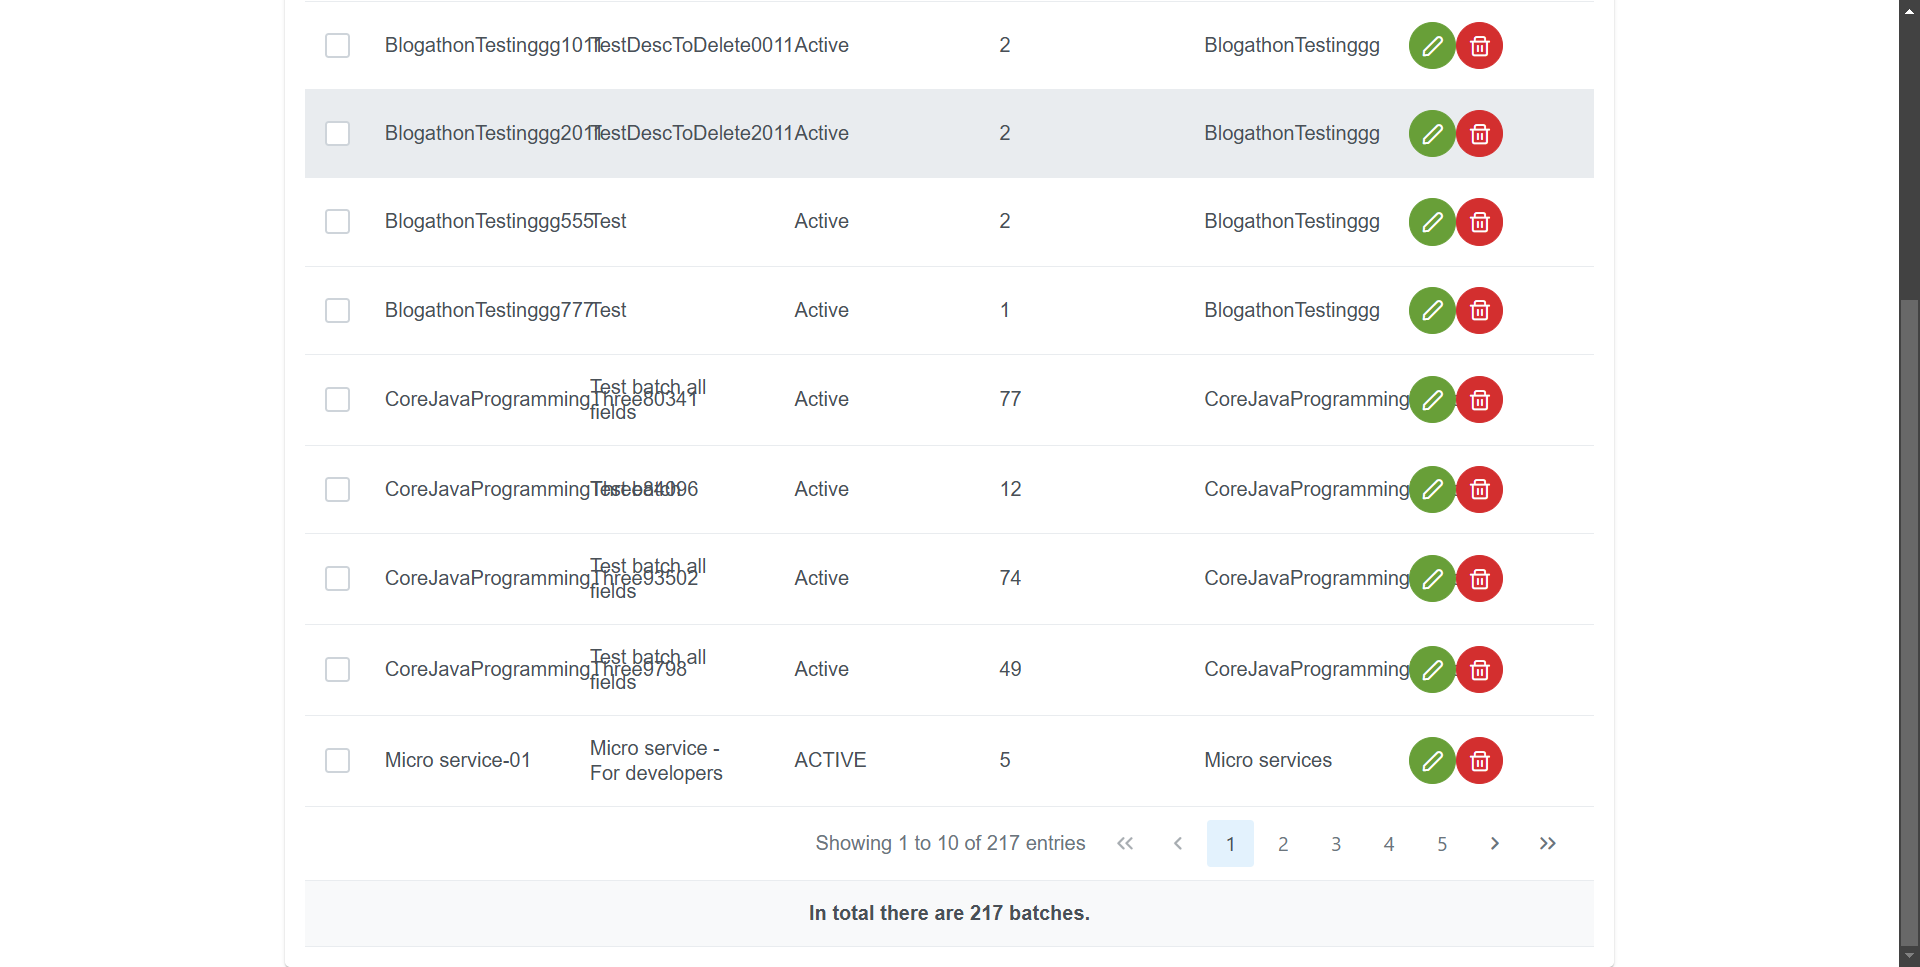 BlogathonTestinggg1011 TestDescToDelete0011 Active 2 BlogathonTestinggg
BlogathonTestinggg2011 TestDescToDelete2011 Active 2 BlogathonTestinggg
BlogathonTestinggg555 Test Active 2 BlogathonTestinggg
BlogathonTestinggg777 Test Active 1 BlogathonTestinggg
CoreJavaProgrammingThree80341 Test batch all fields Active 77 CoreJavaProgramming
CoreJavaProgrammingThree84096 Test batch Active 12 CoreJavaProgramming
CoreJavaProgrammingThree93502 Test batch all fields Active 74 CoreJavaProgramming
CoreJavaProgrammingThree9798 Test batch all fields Active 49 CoreJavaProgramming
Micro service-01 Micro service - For developers ACTIVE 5 Micro services
Showing 1 to 10 of 217 entries « ‹ 1 2 3 4 5 › »
In total there are 217 batches.